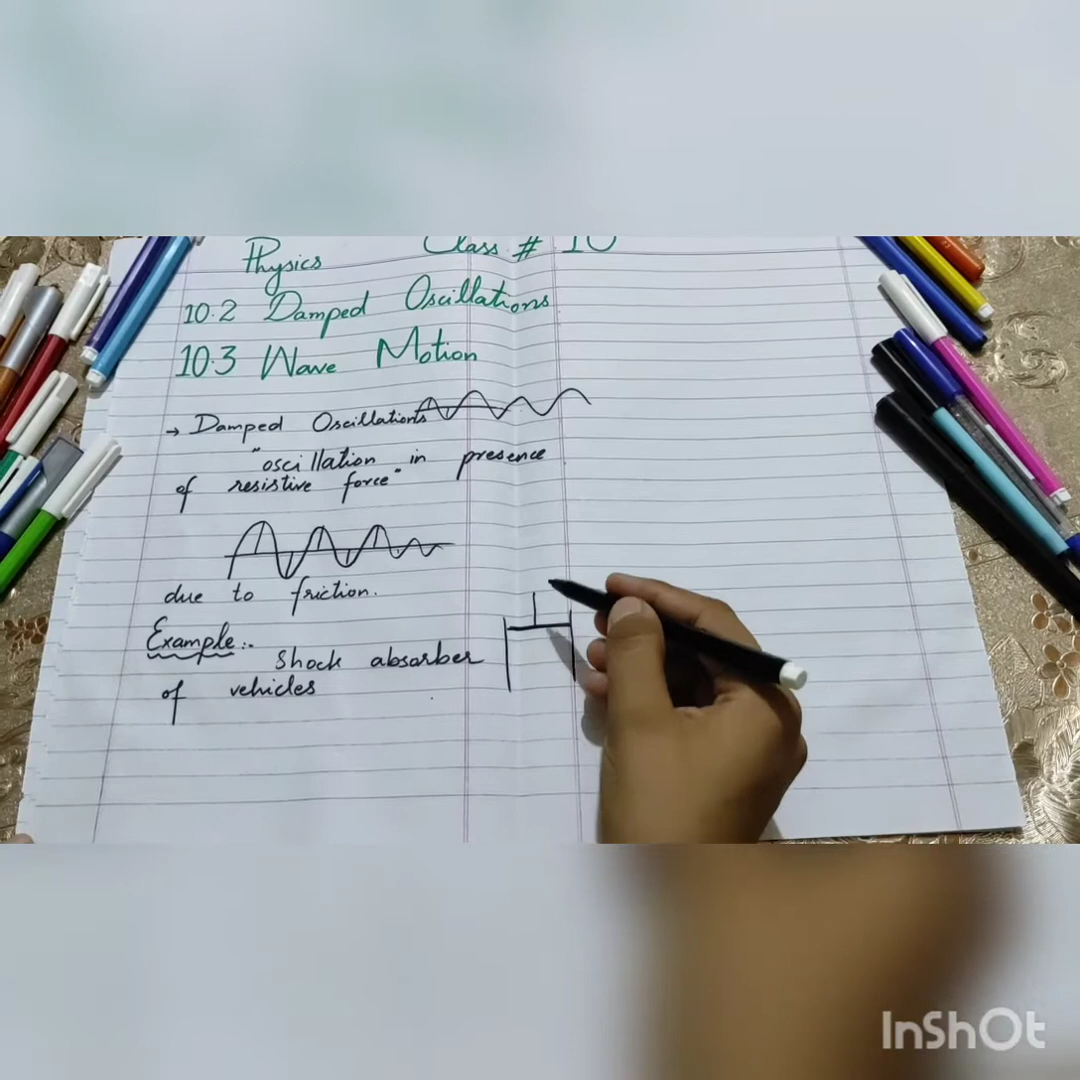 Physics Class # 10
10.2 Damped Oscillations
10.3 Wave Motion
→ Damped Oscillations
"oscillation in presence
of resistive force"
due to friction.
Example:-
Shock absorber
of vehicles
InShOt